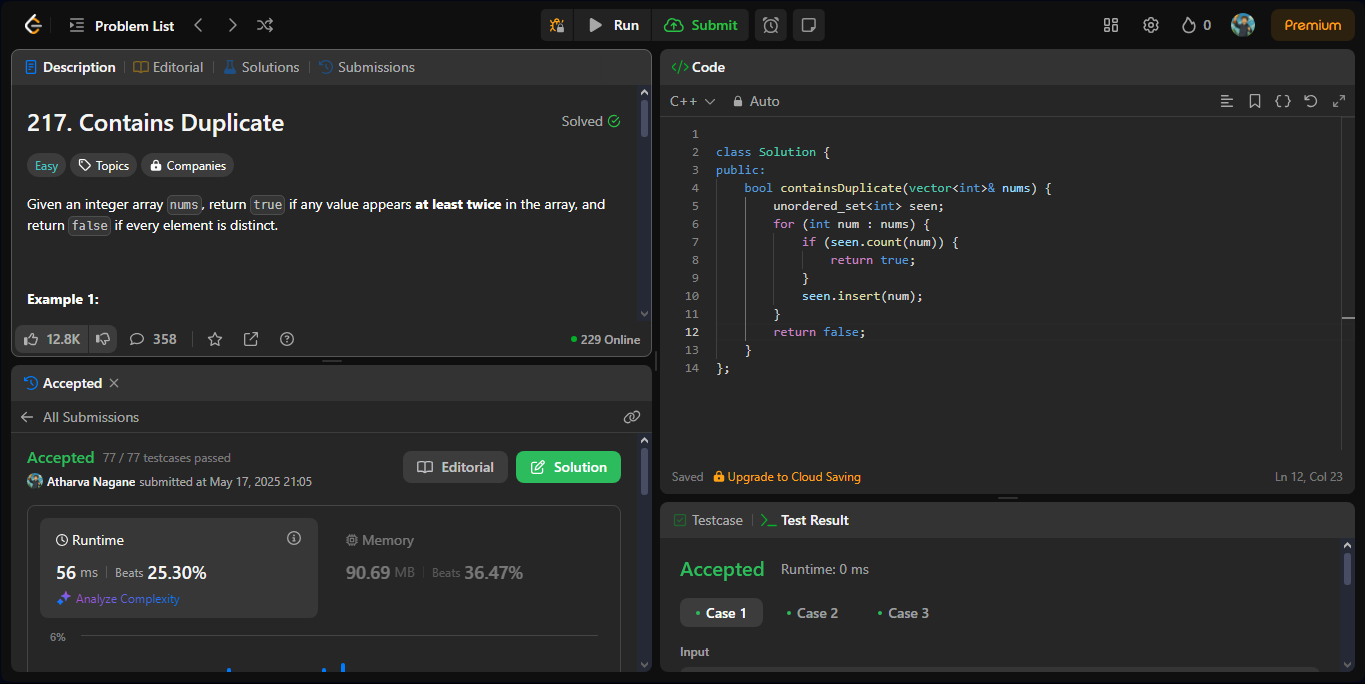 Problem List
Run
Submit
0
Premium
Description
Editorial
Solutions
Submissions
217. Contains Duplicate
Solved
Easy
Topics
Companies
Given an integer array nums, return true if any value appears at least twice in the array, and
return false if every element is distinct.
Example 1:
12.8K
358
229 Online
Accepted
All Submissions
Accepted 77 / 77 testcases passed
Atharva Nagane submitted at May 17, 2025 21:05
Editorial
Solution
Runtime
56 ms | Beats 25.30%
Analyze Complexity
Memory
90.69 MB | Beats 36.47%
6%
</> Code
C++
Auto
1
2 class Solution {
3 public:
4 bool containsDuplicate(vector<int>& nums) {
5 unordered_set<int> seen;
6 for (int num : nums) {
7 if (seen.count(num)) {
8 return true;
9 }
10 seen.insert(num);
11 }
12 return false;
13 }
14 };
Saved
Upgrade to Cloud Saving
Ln 12, Col 23
Testcase
>_ Test Result
Accepted Runtime: 0 ms
Case 1
Case 2
Case 3
Input